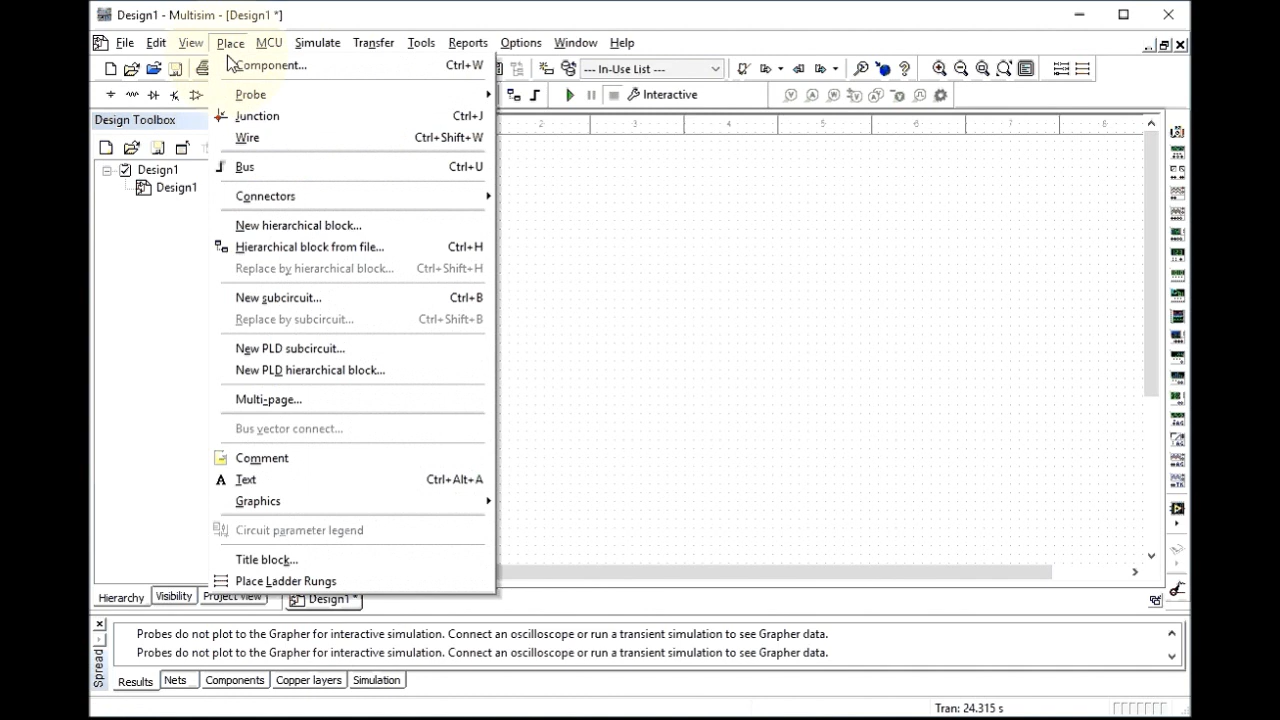 Design1 - Multisim - [Design1 *]
File Edit View Place MCU Simulate Transfer Tools Reports Options Window Help
Component... Ctrl+W
--- In-Use List ---
Probe
Interactive
Junction Ctrl+J
Design Toolbox
2 3 4 5 6 7 8
Wire Ctrl+Shift+W
Bus Ctrl+U
Design1
Design1
Connectors
New hierarchical block...
Hierarchical block from file... Ctrl+H
Replace by hierarchical block... Ctrl+Shift+H
New subcircuit... Ctrl+B
Replace by subcircuit... Ctrl+Shift+B
New PLD subcircuit...
New PLD hierarchical block...
Multi-page...
Bus vector connect...
Comment
A Text Ctrl+Alt+A
Graphics
Circuit parameter legend
Title block...
Place Ladder Rungs
Hierarchy Visibility Project View Design1 *
Probes do not plot to the Grapher for interactive simulation. Connect an oscilloscope or run a transient simulation to see Grapher data.
Probes do not plot to the Grapher for interactive simulation. Connect an oscilloscope or run a transient simulation to see Grapher data.
Spread
Results Nets Components Copper layers Simulation
Tran: 24.315 s